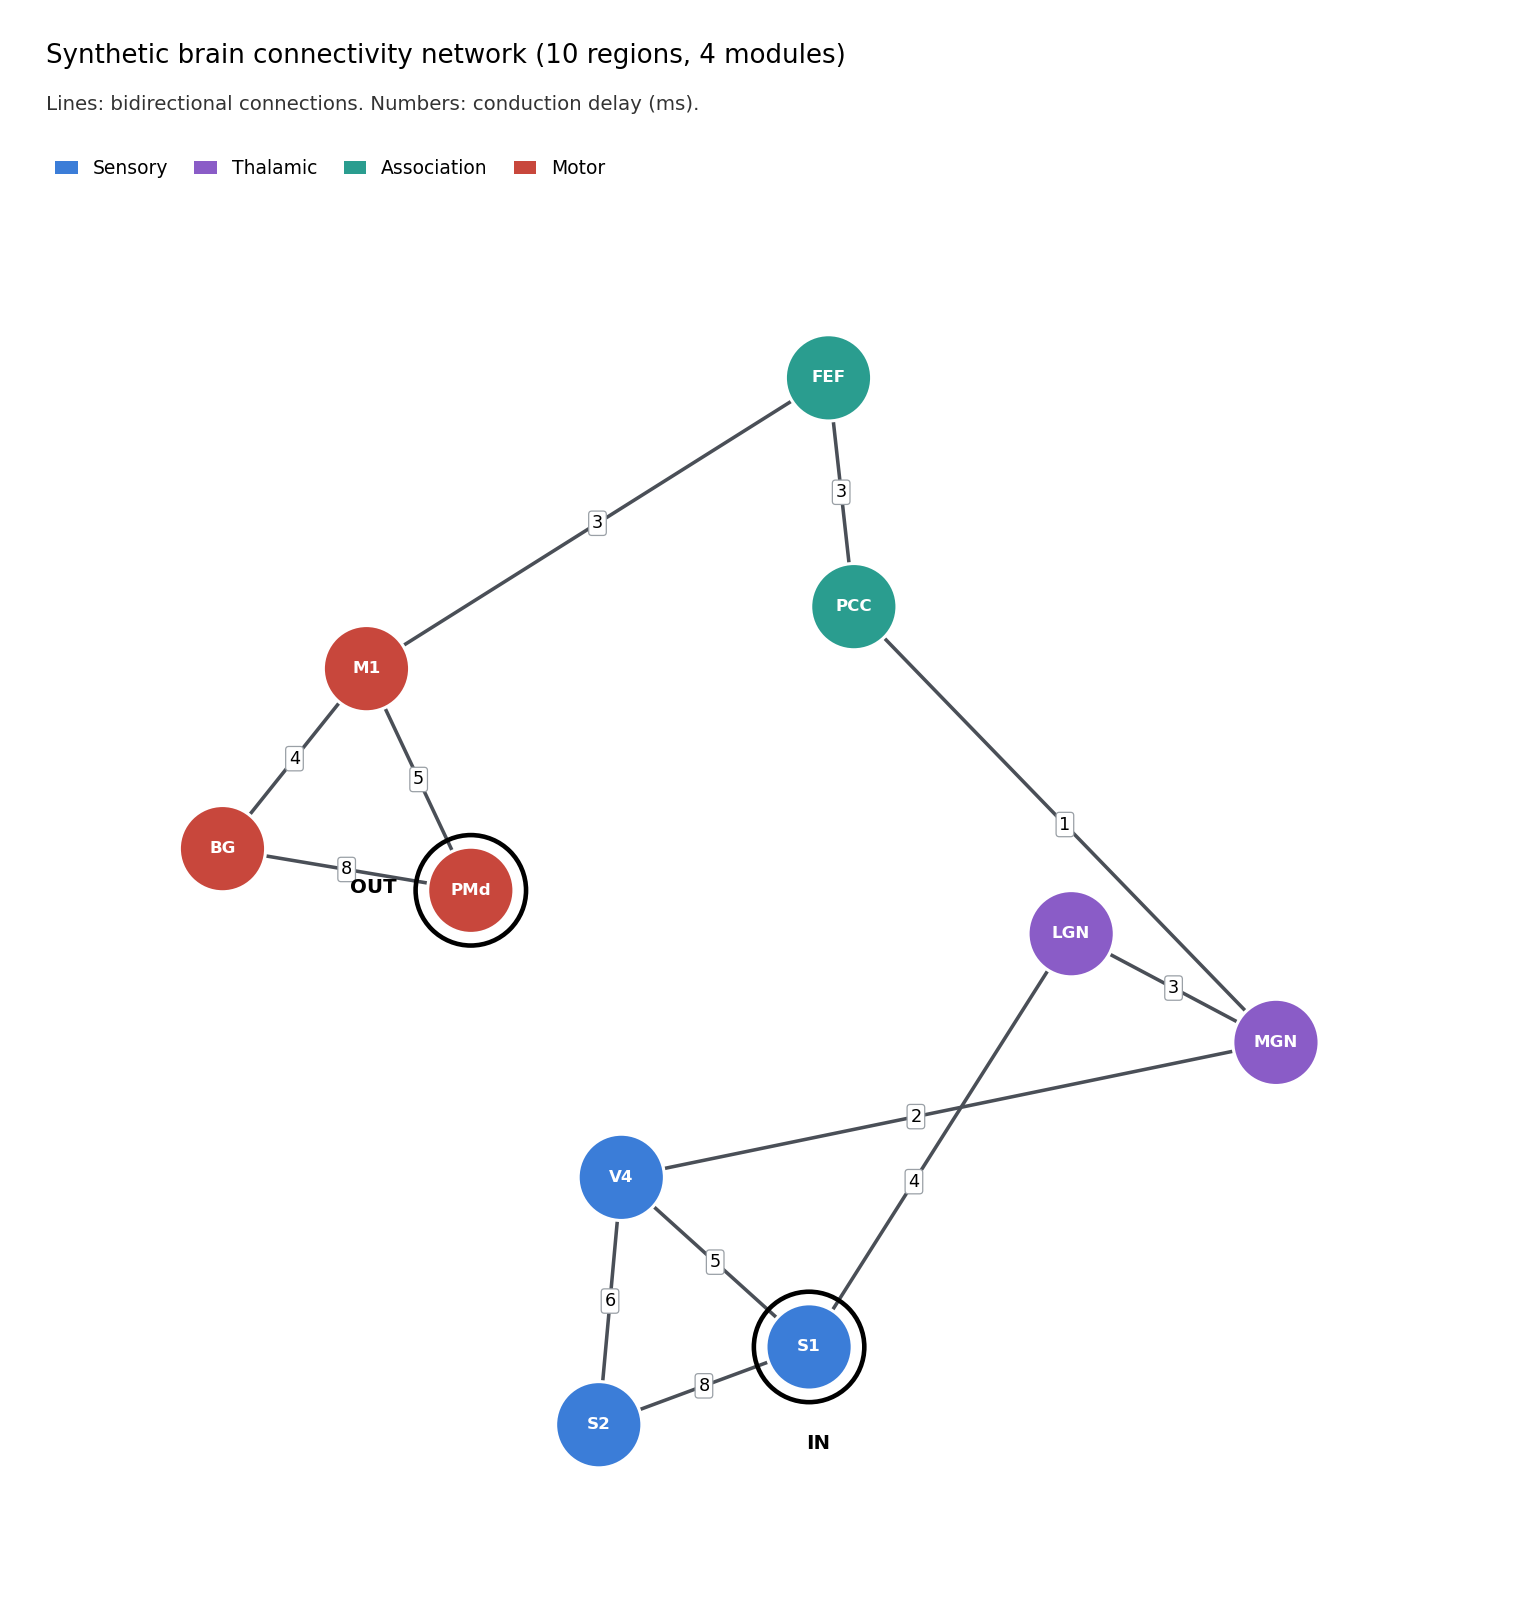 Synthetic brain connectivity network (10 regions, 4 modules)
Lines: bidirectional connections. Numbers: conduction delay (ms).
Sensory Thalamic Association Motor
FEF
3
3
PCC
M1
4
5
1
BG
8
OUT
PMd
LGN
3
MGN
2
V4
4
5
6
S1
8
S2
IN